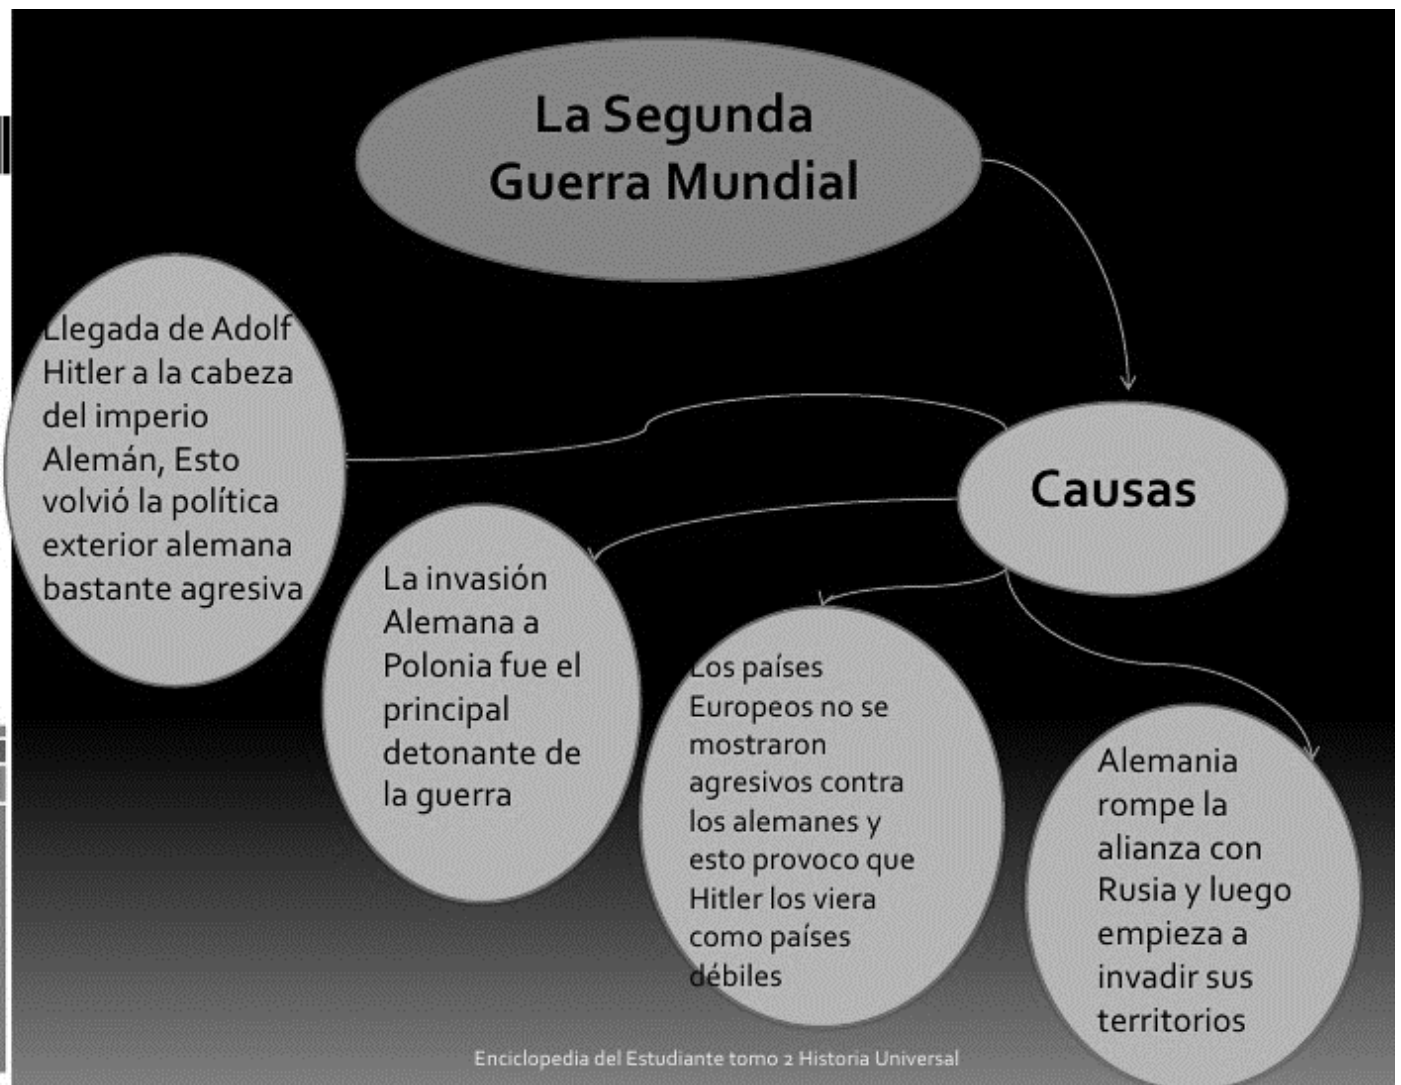 La Segunda
Guerra Mundial
Llegada de Adolf
Hitler a la cabeza
del imperio
Alemán, Esto
volvió la política
exterior alemana
bastante agresiva
Causas
La invasión
Alemana a
Polonia fue el
principal
detonante de
la guerra
Los países
Europeos no se
mostraron
agresivos contra
los alemanes y
esto provoco que
Hitler los viera
como países
débiles
Alemania
rompe la
alianza con
Rusia y luego
empieza a
invadir sus
territorios
Enciclopedia del Estudiante tomo 2 Historia Universal